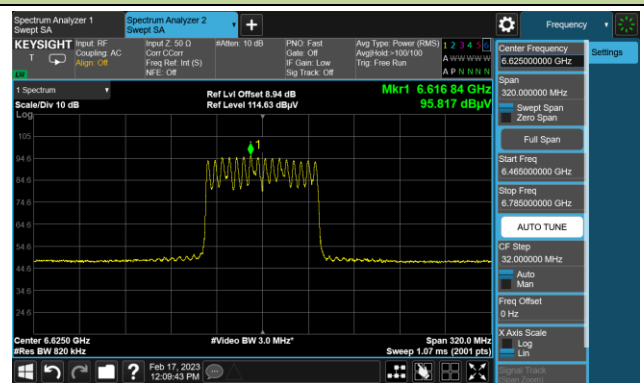 Spectrum Analyzer 1
Swept SA
Spectrum Analyzer 2
Swept SA
Frequency
KEYSIGHT
T
LW
Input: RF
Coupling: AC
Align: Off
Input Z: 50 Ω
Corr CCorr
Freq Ref: Int (S)
NFE: Off
#Atten: 10 dB
PNO: Fast
Gate: Off
IF Gain: Low
Sig Track: Off
Avg Type: Power (RMS)
Avg|Hold:>100/100
Trig: Free Run
1 2 3 4 5 6
A W W W W W
A P N N N N
1 Spectrum
Scale/Div 10 dB
Log
Ref Lvl Offset 8.94 dB
Ref Level 114.63 dBµV
Mkr1 6.616 84 GHz
95.817 dBµV
1
105
94.6
84.6
74.6
64.6
54.6
44.6
34.6
24.6
Center 6.6250 GHz
#Res BW 820 kHz
#Video BW 3.0 MHz*
Span 320.0 MHz
Sweep 1.07 ms (2001 pts)
Feb 17, 2023
12:09:43 PM
Center Frequency
6.625000000 GHz
Settings
Span
320.000000 MHz
Swept Span
Zero Span
Full Span
Start Freq
6.465000000 GHz
Stop Freq
6.785000000 GHz
AUTO TUNE
CF Step
32.000000 MHz
Auto
Man
Freq Offset
0 Hz
X Axis Scale
Log
Lin
Signal Track
(Span Zoom)